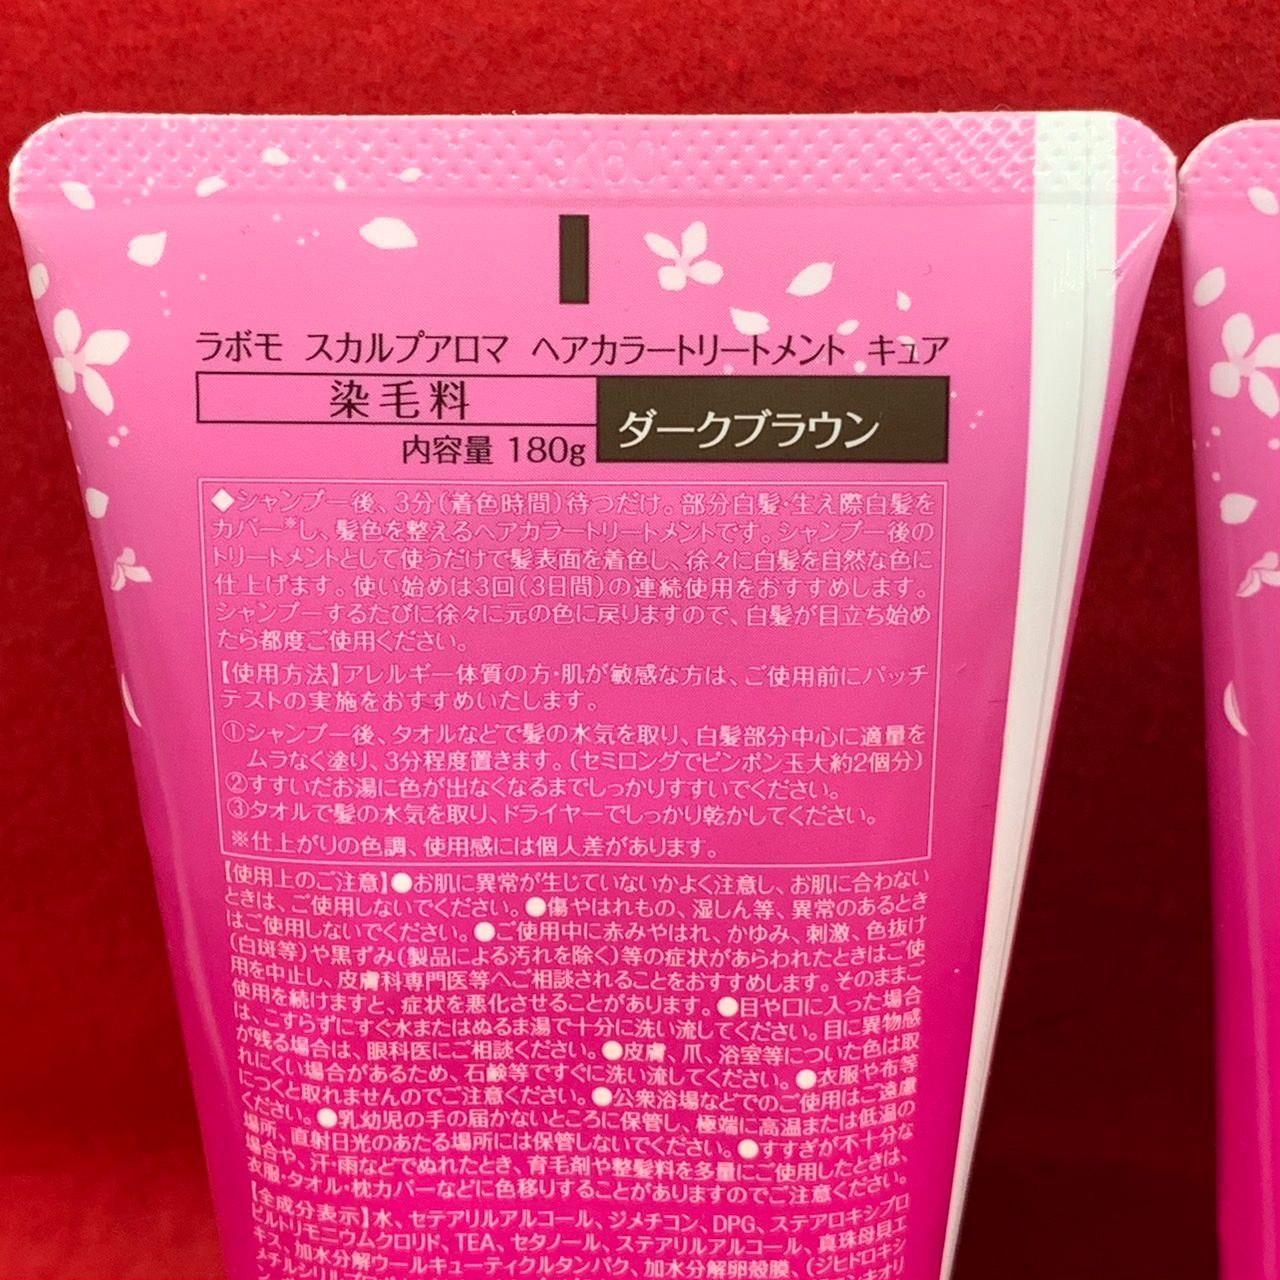 ラボモ スカルプアロマ ヘアカラートリートメント キュア
染毛料
ダークブラウン
内容量 180g
◆シャンプー後、3分(着色時間)待つだけ。部分白髪・生え際白髪を
カバー※し、髪色を整えるヘアカラートリートメントです。シャンプー後の
トリートメントとして使うだけで髪表面を着色し、徐々に白髪を自然な色に
仕上げます。使い始めは3回(3日間)の連続使用をおすすめします。
シャンプーするたびに徐々に元の色に戻りますので、白髪が目立ち始め
たら都度ご使用ください。
【使用方法】アレルギー体質の方・肌が敏感な方は、ご使用前にパッチ
テストの実施をおすすめいたします。
①シャンプー後、タオルなどで髪の水気を取り、白髪部分中心に適量を
ムラなく塗り、3分程度置きます。(セミロングでピンポン玉大約2個分)
②すすいだお湯に色が出なくなるまでしっかりすすいでください。
③タオルで髪の水気を取り、ドライヤーでしっかり乾かしてください。
※仕上がりの色調、使用感には個人差があります。
【使用上のご注意】●お肌に異常が生じていないかよく注意し、お肌に合わない
ときは、ご使用しないでください。●傷やはれもの、湿しん等、異常のあるとき
はご使用しないでください。●ご使用中に赤みやはれ、かゆみ、刺激、色抜け
(白斑等)や黒ずみ(製品による汚れを除く)等の症状があらわれたときはご使
用を中止し、皮膚科専門医等へご相談されることをおすすめします。そのままご
使用を続けますと、症状を悪化させることがあります。●目や口に入った場合
は、こすらずにすぐ水またはぬるま湯で十分に洗い流してください。目に異物感
が残る場合は、眼科医にご相談ください。●皮膚、爪、浴室等についた色は取
れにくい場合があるため、石鹸等ですぐに洗い流してください。●衣服や布等
につくと取れませんのでご注意ください。●公衆浴場などでのご使用はご遠慮
ください。●乳幼児の手の届かないところに保管し、極端に高温または低温の
場所、直射日光のあたる場所には保管しないでください。●すすぎが不十分な
場合や、汗・雨などでぬれたとき、育毛剤や整髪料を多量にご使用したときは、
衣服・タオル・枕カバーなどに色移りすることがありますのでご注意ください。
【全成分表示】水、セテアリルアルコール、ジメチコン、DPG、ステアロキシプロ
ピルトリモニウムクロリド、TEA、セタノール、ステアリルアルコール、真珠母貝エ
キス、加水分解ウールキューティクルタンパク、加水分解卵殻膜、(ジヒドロキシ